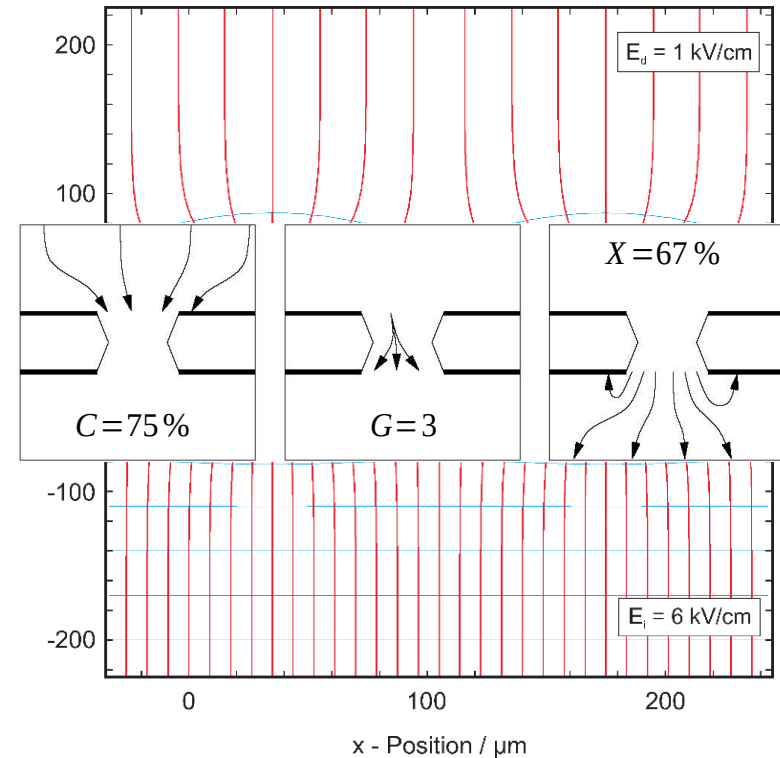 200
E_d = 1 kV/cm
100
X=67 %
C=75 %
G=3
-100
-200
E_i = 6 kV/cm
0
100
200
x - Position / µm